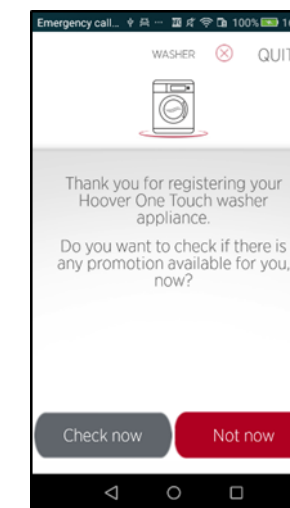 Emergency call... 100% 16
WASHER QUIT
Thank you for registering your
Hoover One Touch washer
appliance.
Do you want to check if there is
any promotion available for you,
now?
Check now Not now